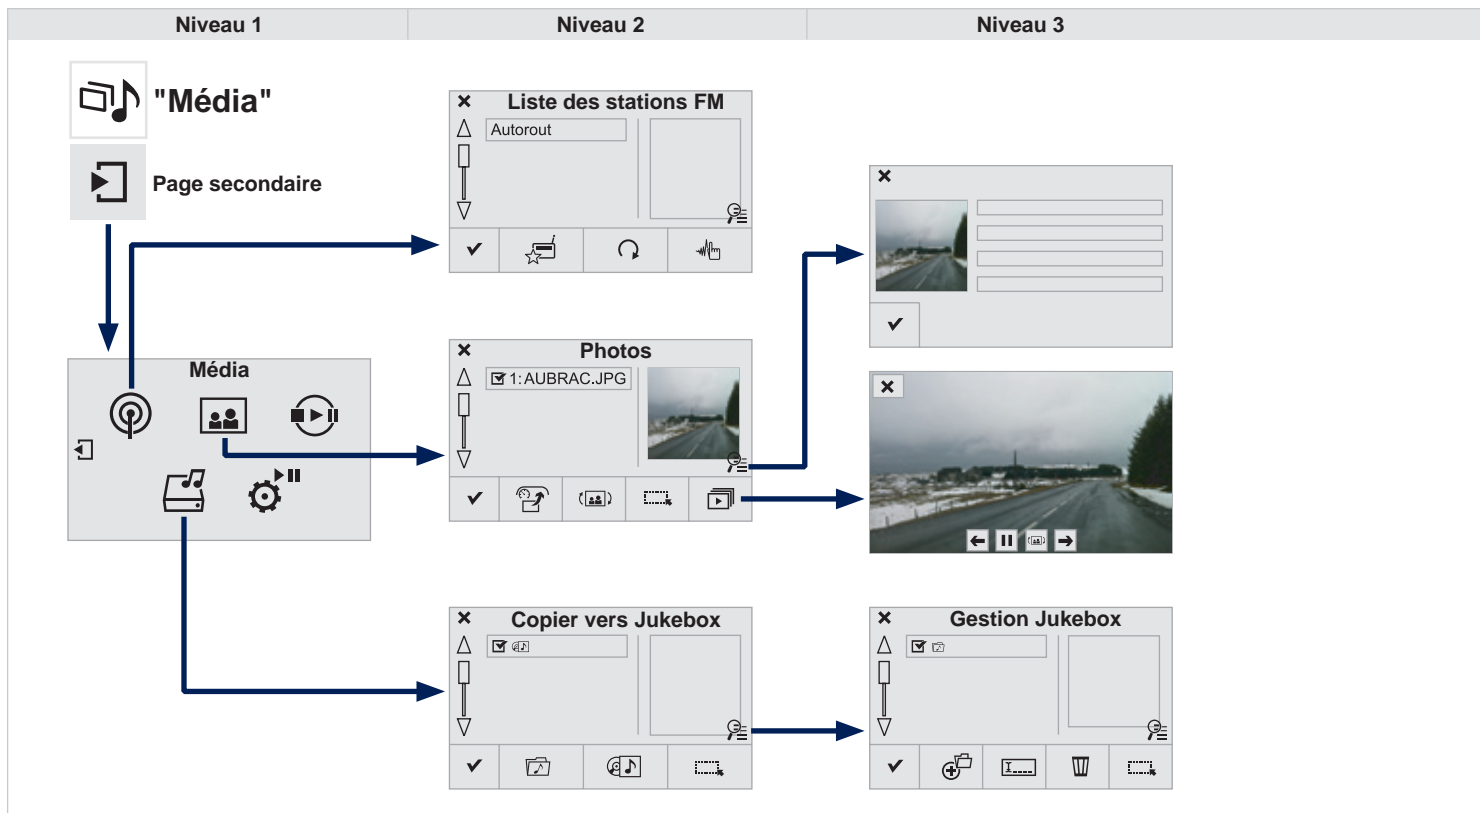 Niveau 1
Niveau 2
Niveau 3
"Média"
Page secondaire
Média
Liste des stations FM
Autorout
Photos
1: AUBRAC.JPG
Copier vers Jukebox
Gestion Jukebox